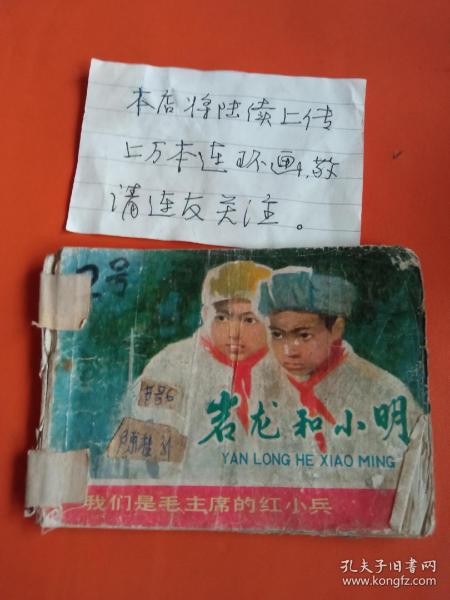 本店将陆续上传
上万本连环画,敬
请连友关注。
2号
岩龙和小明
YAN LONG HE XIAO MING
我们是毛主席的红小兵
孔夫子旧书网
www.kongfz.com